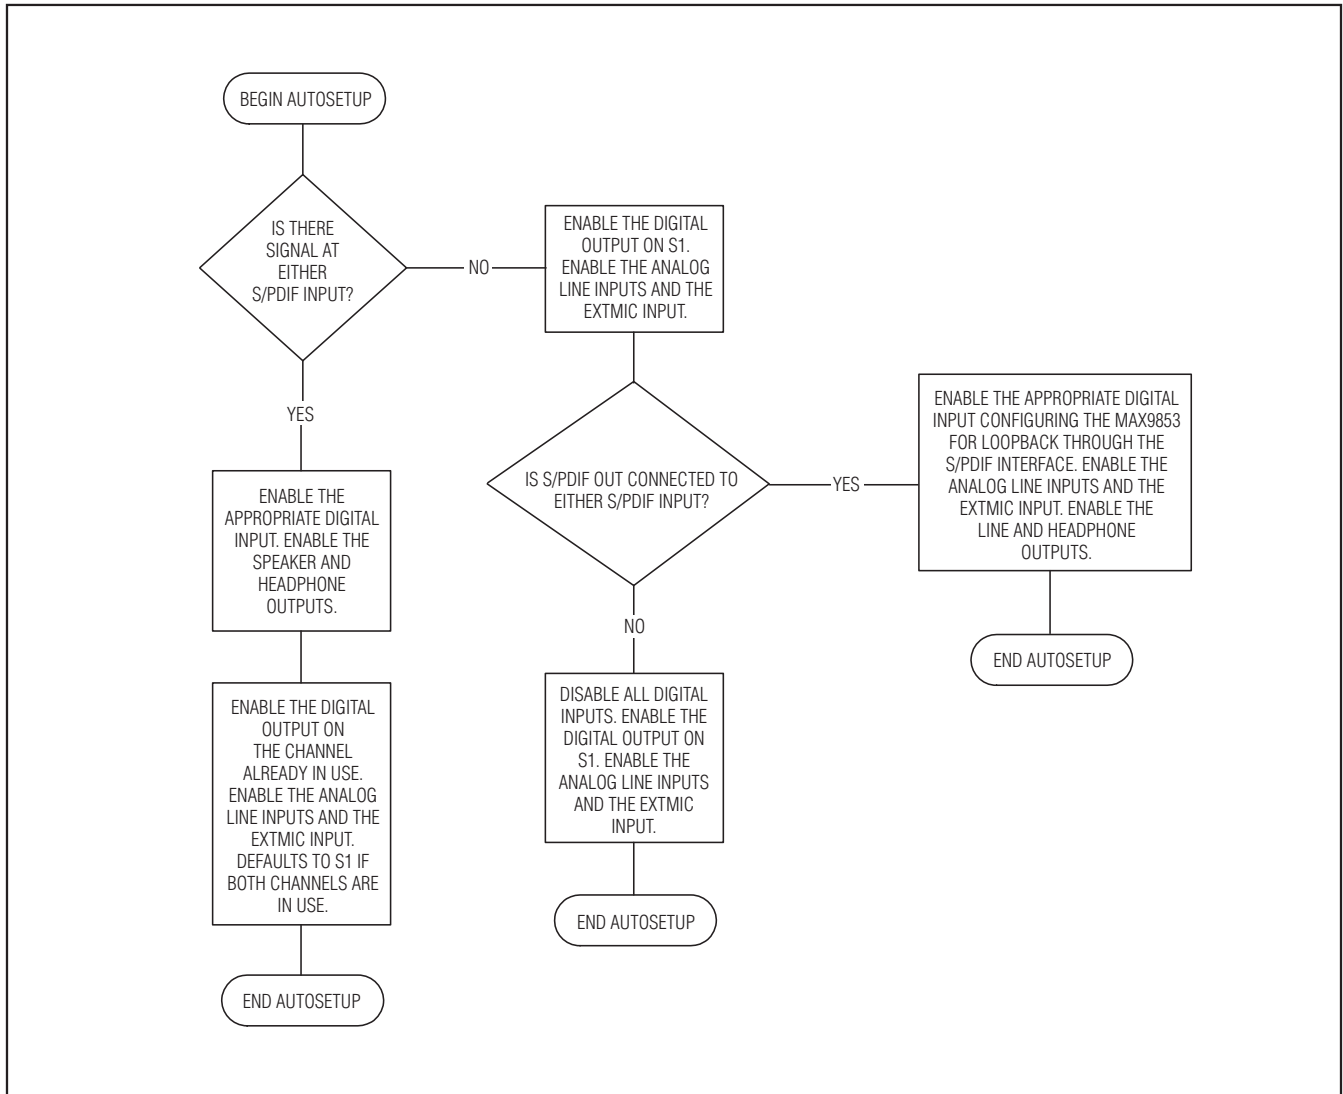 BEGIN AUTOSETUP
IS THERE
SIGNAL AT
EITHER
S/PDIF INPUT?
NO
ENABLE THE DIGITAL
OUTPUT ON S1.
ENABLE THE ANALOG
LINE INPUTS AND THE
EXTMIC INPUT.
YES
ENABLE THE
APPROPRIATE DIGITAL
INPUT. ENABLE THE
SPEAKER AND
HEADPHONE
OUTPUTS.
ENABLE THE DIGITAL
OUTPUT ON
THE CHANNEL
ALREADY IN USE.
ENABLE THE ANALOG
LINE INPUTS AND THE
EXTMIC INPUT.
DEFAULTS TO S1 IF
BOTH CHANNELS ARE
IN USE.
END AUTOSETUP
IS S/PDIF OUT CONNECTED TO
EITHER S/PDIF INPUT?
YES
ENABLE THE APPROPRIATE DIGITAL
INPUT CONFIGURING THE MAX9853
FOR LOOPBACK THROUGH THE
S/PDIF INTERFACE. ENABLE THE
ANALOG LINE INPUTS AND THE
EXTMIC INPUT. ENABLE THE
LINE AND HEADPHONE
OUTPUTS.
END AUTOSETUP
NO
DISABLE ALL DIGITAL
INPUTS. ENABLE THE
DIGITAL OUTPUT ON
S1. ENABLE THE
ANALOG LINE INPUTS
AND THE EXTMIC
INPUT.
END AUTOSETUP